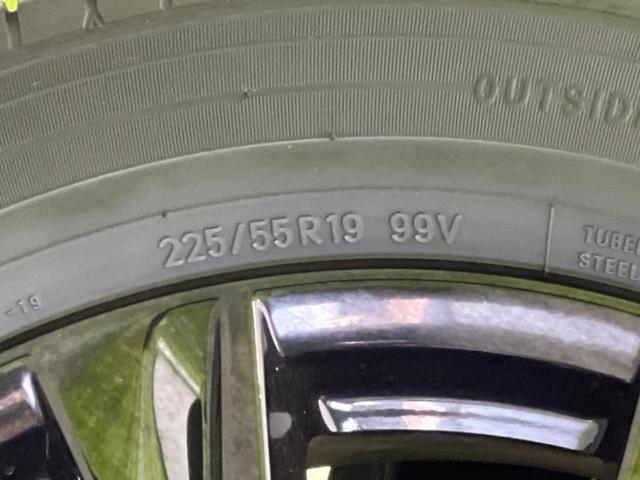 OUTSID
225/55R19 99V
TUBE
STEEL
-19